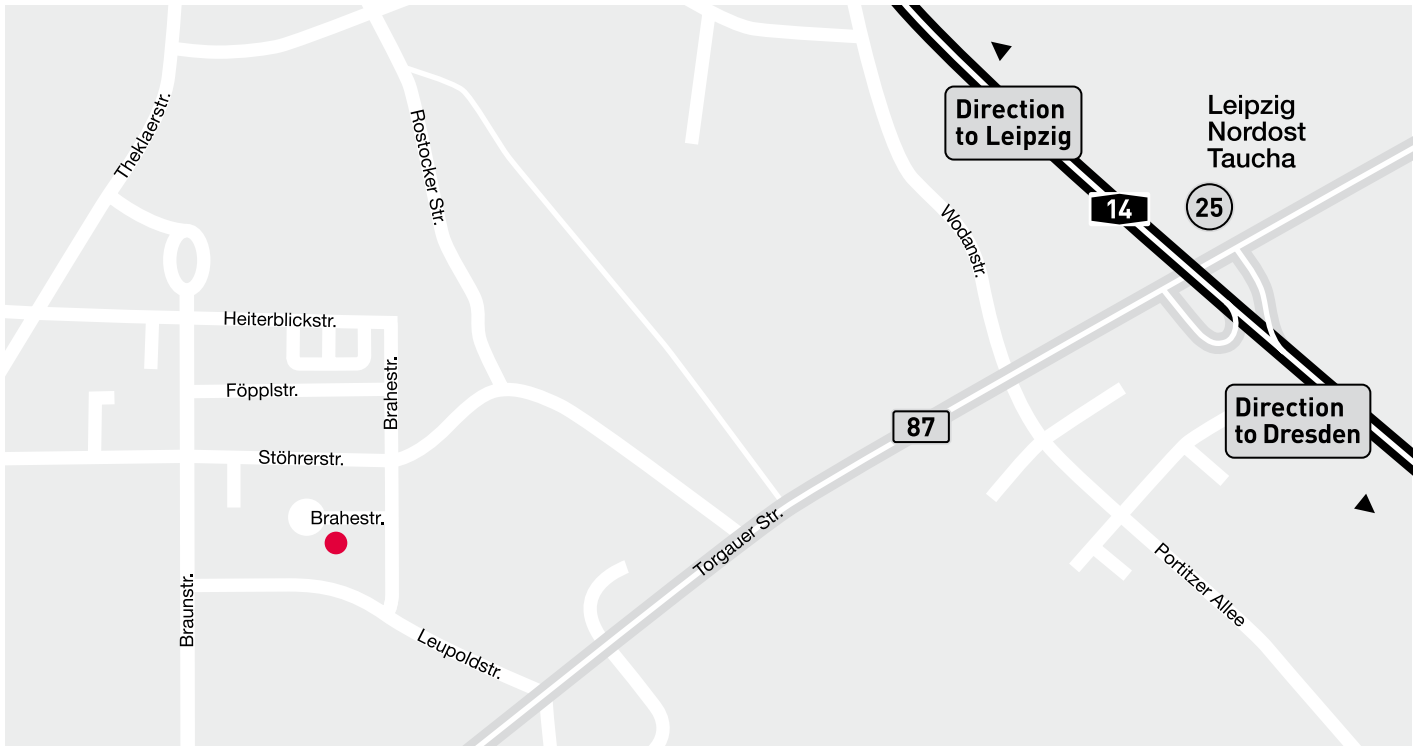 Theklaerstr.
Rostocker Str.
Direction
to Leipzig
Leipzig
Nordost
Taucha
14
25
Wodanstr.
Heiterblickstr.
Föpplstr.
Brahestr.
87
Direction
to Dresden
Stöhrerstr.
Brahestr.
Torgauer Str.
Braunstr.
Leupoldstr.
Portitzer Allee